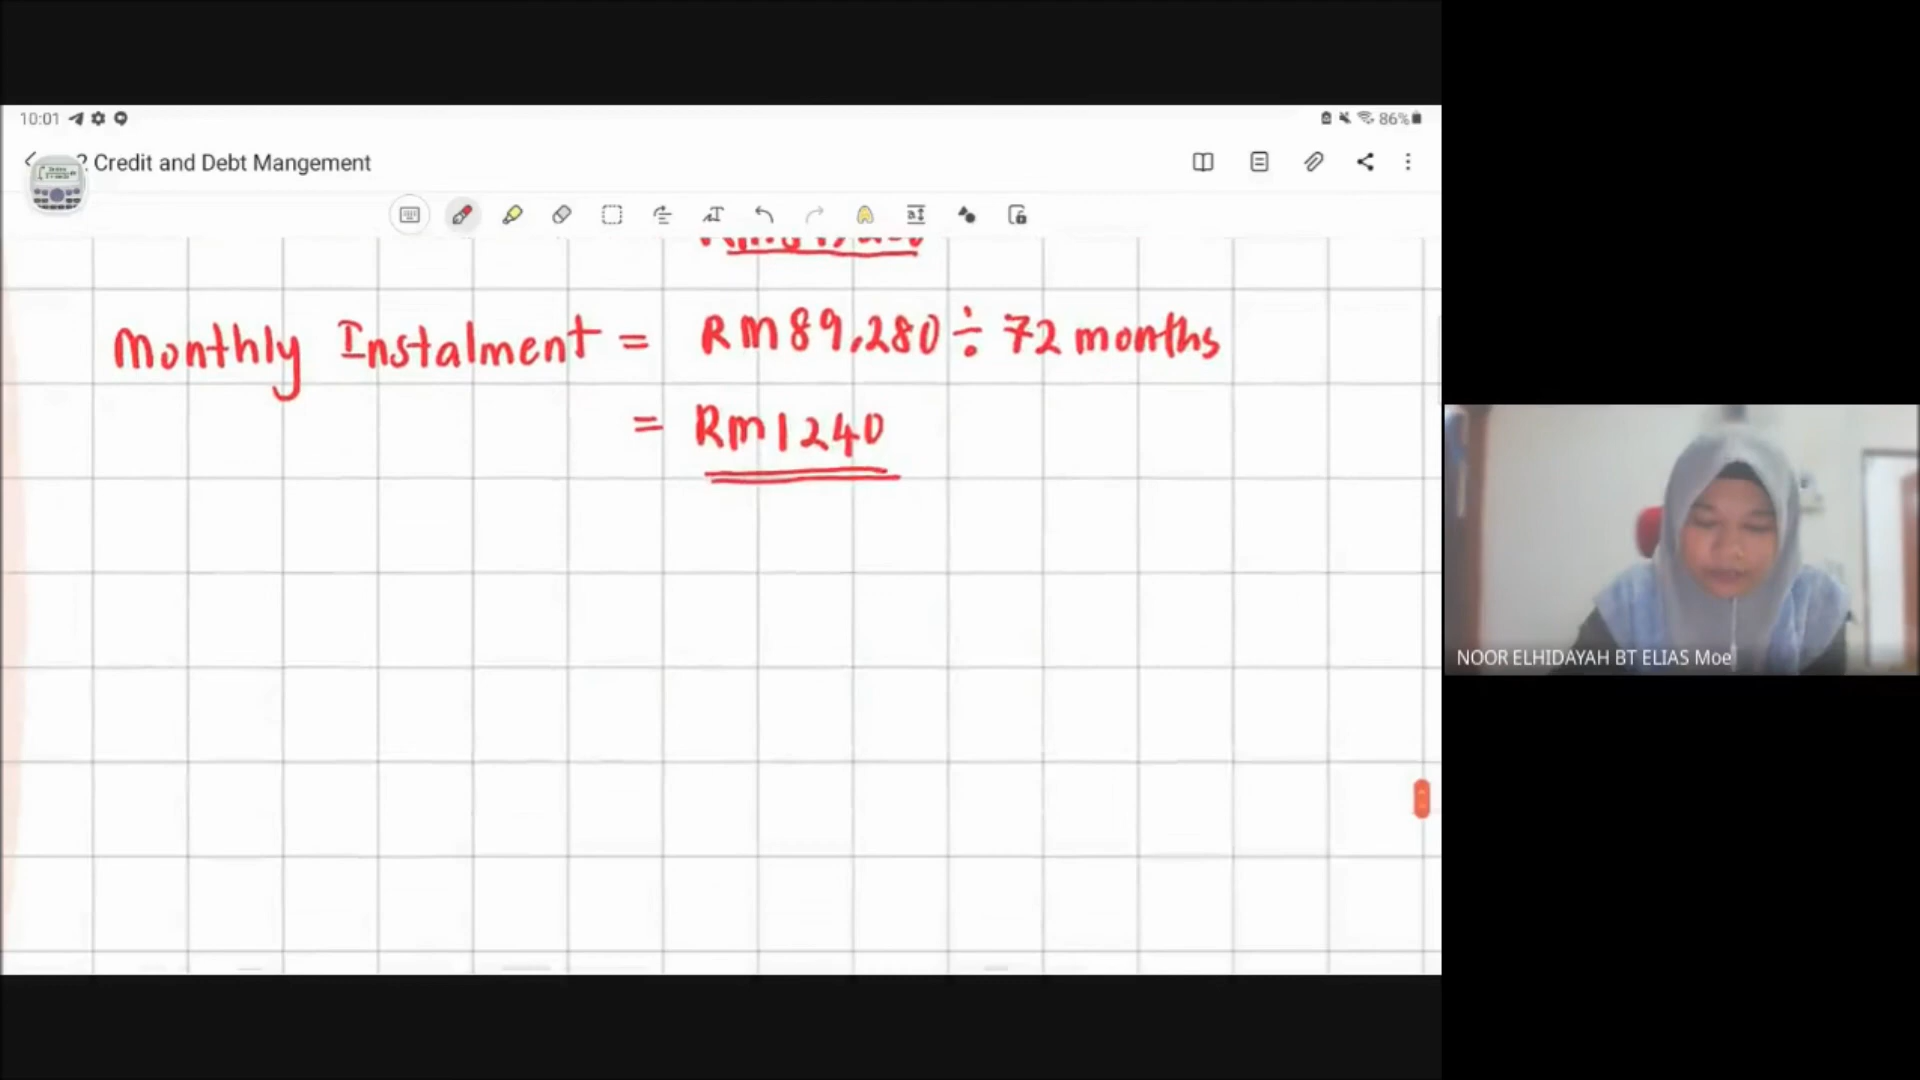 10:01
86%
? Credit and Debt Mangement
Monthly Instalment = RM89,280 ÷ 72 months
= RM1240
NOOR ELHIDAYAH BT ELIAS Moe